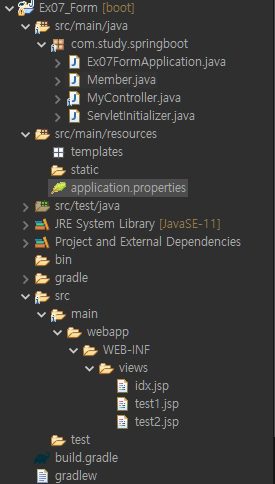 Ex07_Form [boot]
src/main/java
com.study.springboot
Ex07FormApplication.java
Member.java
MyController.java
ServletInitializer.java
src/main/resources
templates
static
application.properties
src/test/java
JRE System Library [JavaSE-11]
Project and External Dependencies
bin
gradle
src
main
webapp
WEB-INF
views
idx.jsp
test1.jsp
test2.jsp
test
build.gradle
gradlew